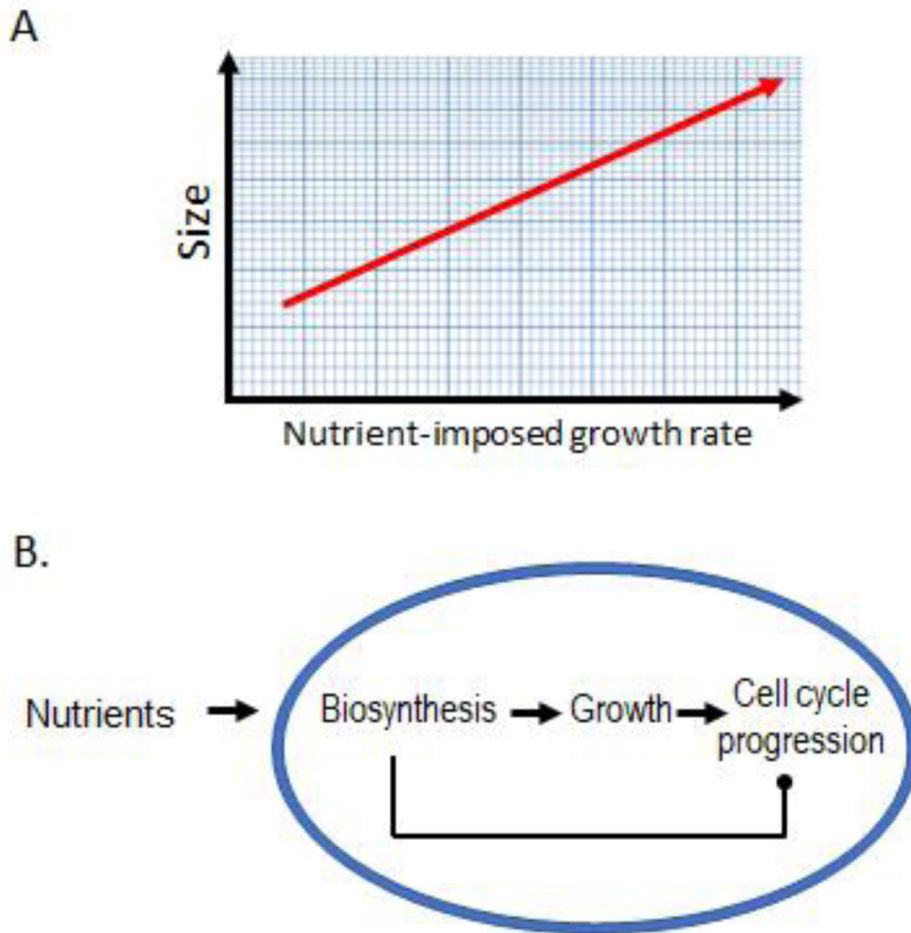 A
Size
Nutrient-imposed growth rate
B.
Nutrients
Biosynthesis
Growth
Cell cycle
progression